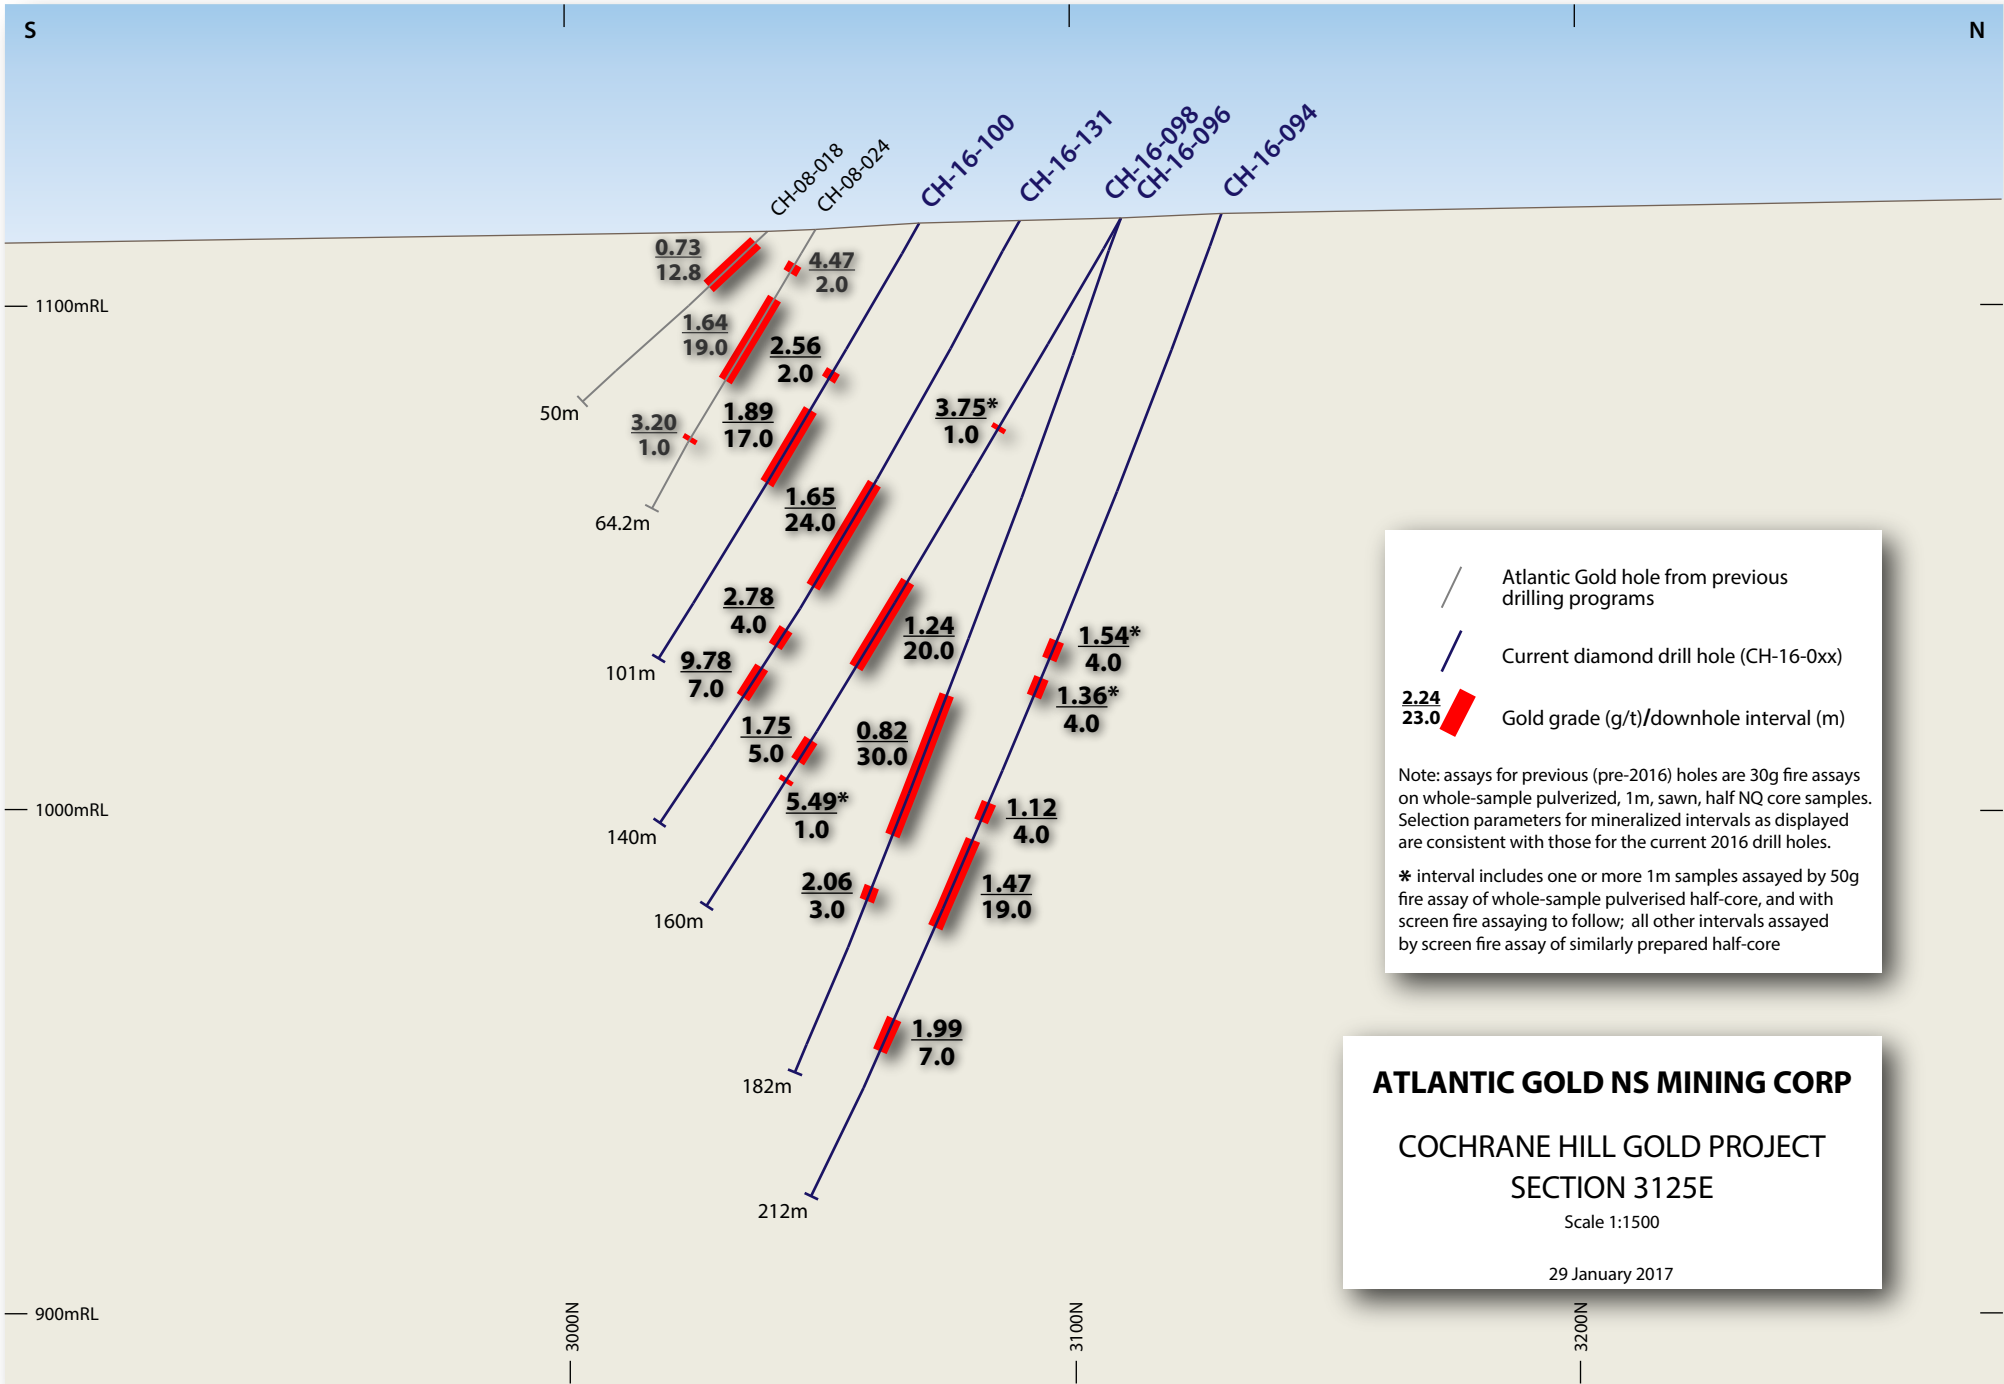 S
N
CH-08-018
CH-08-024
CH-16-100
CH-16-131
CH-16-098
CH-16-096
CH-16-094
0.73
12.8
4.47
2.0
1100mRL
1.64
19.0
2.56
2.0
50m
1.89
17.0
3.75*
1.0
3.20
1.0
64.2m
1.65
24.0
2.78
4.0
1.24
20.0
1.54*
4.0
101m
9.78
7.0
1.36*
4.0
1.75
5.0
0.82
30.0
5.49*
1.0
1000mRL
1.12
4.0
140m
2.06
3.0
1.47
19.0
160m
1.99
7.0
182m
212m
900mRL
3000N
3100N
3200N
Atlantic Gold hole from previous
drilling programs
Current diamond drill hole (CH-16-0xx)
2.24
23.0
Gold grade (g/t)/downhole interval (m)
Note: assays for previous (pre-2016) holes are 30g fire assays
on whole-sample pulverized, 1m, sawn, half NQ core samples.
Selection parameters for mineralized intervals as displayed
are consistent with those for the current 2016 drill holes.
* interval includes one or more 1m samples assayed by 50g
fire assay of whole-sample pulverised half-core, and with
screen fire assaying to follow; all other intervals assayed
by screen fire assay of similarly prepared half-core
ATLANTIC GOLD NS MINING CORP
COCHRANE HILL GOLD PROJECT
SECTION 3125E
Scale 1:1500
29 January 2017